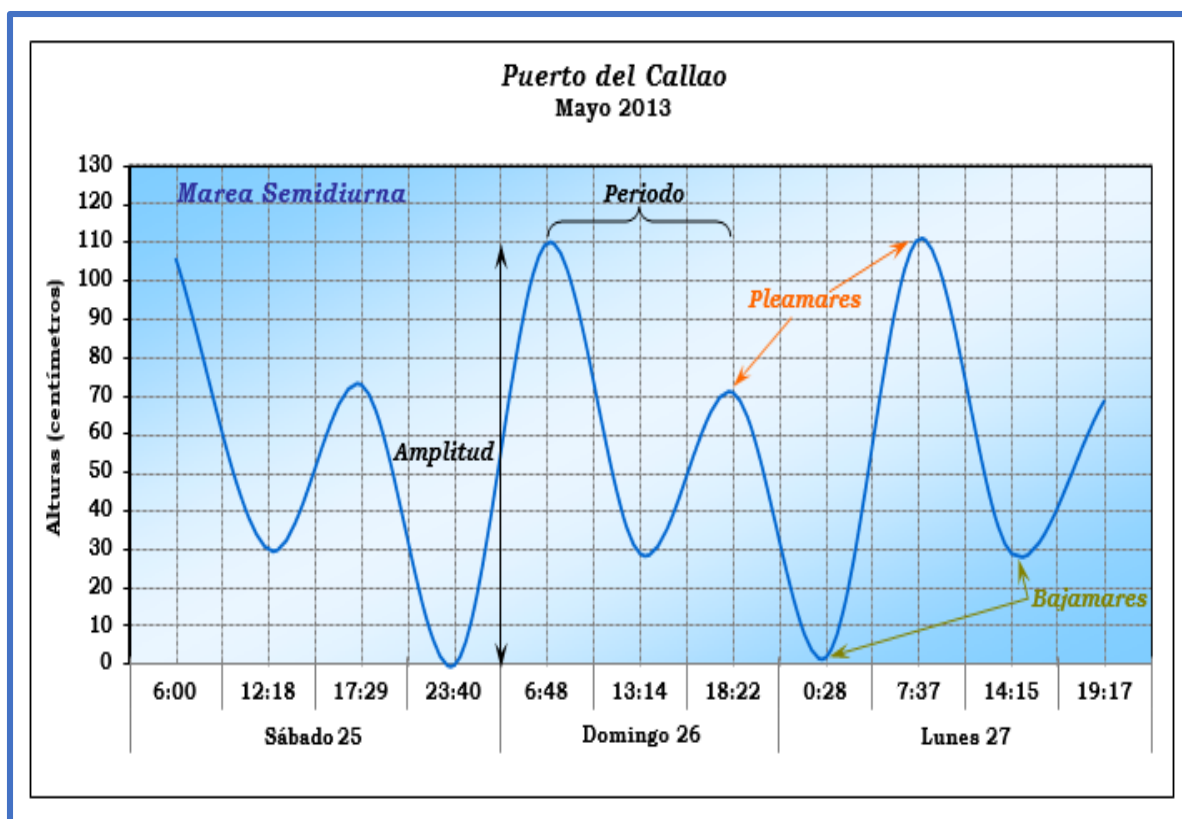 Puerto del Callao
Mayo 2013
Marea Semidiurna
Periodo
Pleamares
Amplitud
Bajamares
Alturas (centímetros)
130
120
110
100
90
80
70
60
50
40
30
20
10
0
6:00 12:18 17:29 23:40 6:48 13:14 18:22 0:28 7:37 14:15 19:17
Sábado 25 Domingo 26 Lunes 27